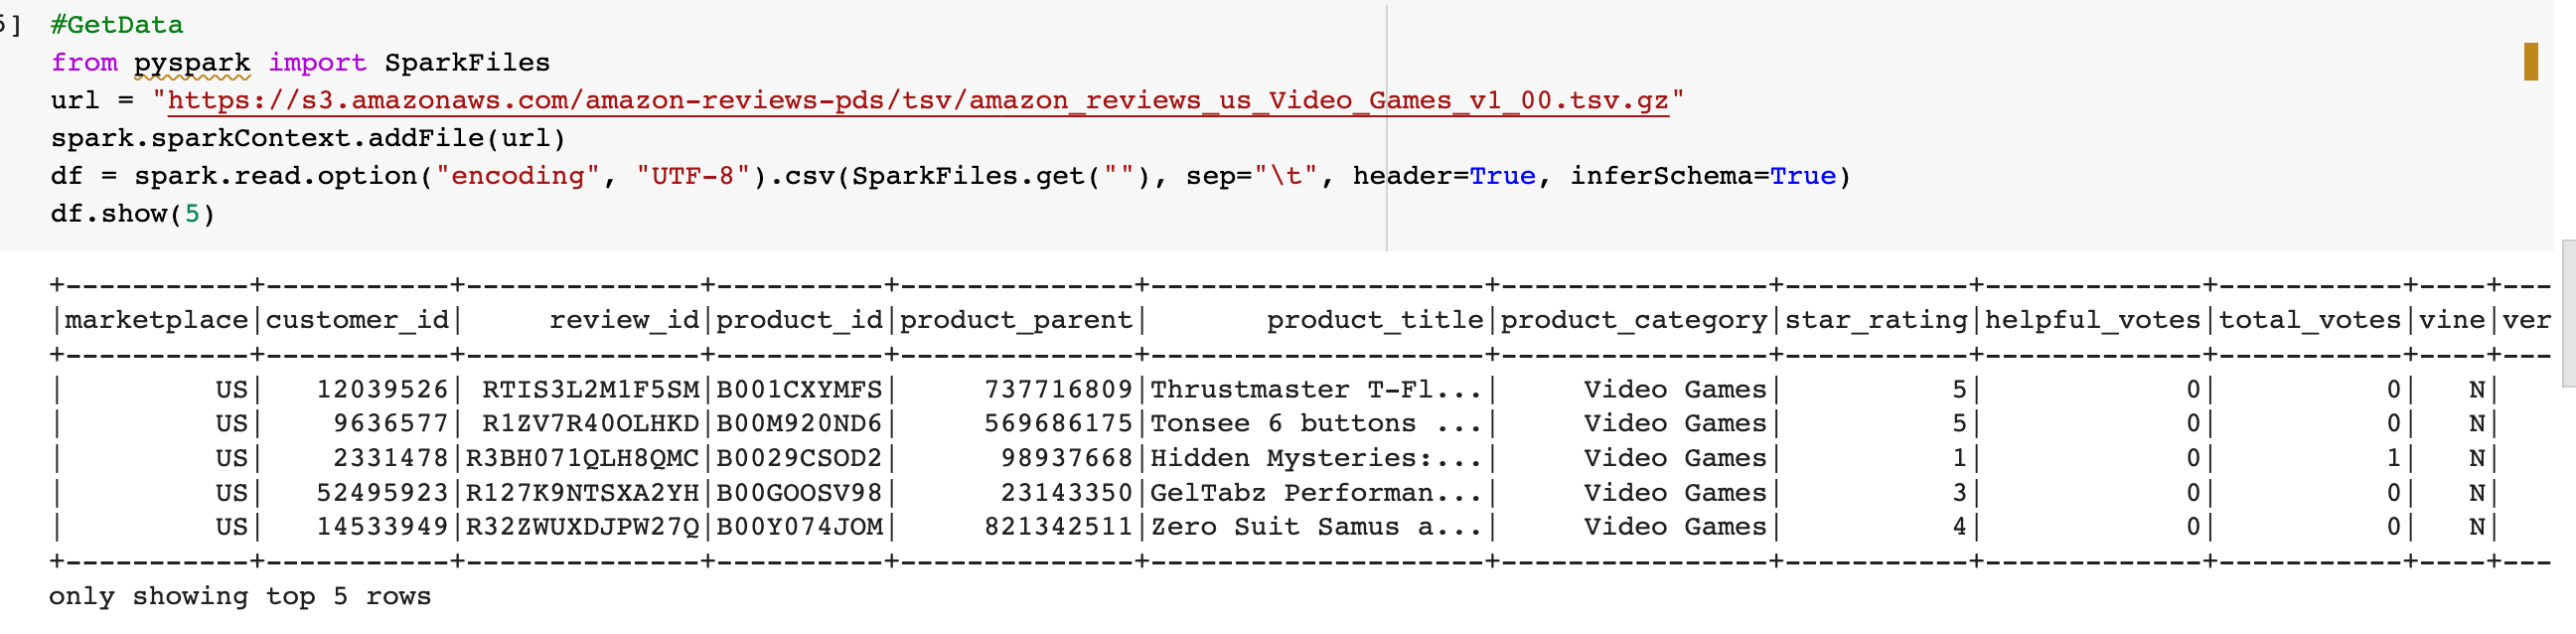 5] #GetData
from pyspark import SparkFiles
url = "https://s3.amazonaws.com/amazon-reviews-pds/tsv/amazon_reviews_us_Video_Games_v1_00.tsv.gz"
spark.sparkContext.addFile(url)
df = spark.read.option("encoding", "UTF-8").csv(SparkFiles.get(""), sep="\t", header=True, inferSchema=True)
df.show(5)
+-----------+-----------+--------------+----------+--------------+--------------------+----------------+-----------+-------------+-----------+----+---
|marketplace|customer_id|     review_id|product_id|product_parent|       product_title|product_category|star_rating|helpful_votes|total_votes|vine|ver
+-----------+-----------+--------------+----------+--------------+--------------------+----------------+-----------+-------------+-----------+----+---
|         US|   12039526| RTIS3L2M1F5SM|B001CXYMFS|     737716809|Thrustmaster T-Fl...|     Video Games|          5|            0|          0|   N|
|         US|    9636577| R1ZV7R40OLHKD|B00M920ND6|     569686175|Tonsee 6 buttons ...|     Video Games|          5|            0|          0|   N|
|         US|    2331478|R3BH071QLH8QMC|B0029CSOD2|      98937668|Hidden Mysteries:...|     Video Games|          1|            0|          1|   N|
|         US|   52495923|R127K9NTSXA2YH|B00GOOSV98|      23143350|GelTabz Performan...|     Video Games|          3|            0|          0|   N|
|         US|   14533949|R32ZWUXDJPW27Q|B00Y074JOM|     821342511|Zero Suit Samus a...|     Video Games|          4|            0|          0|   N|
+-----------+-----------+--------------+----------+--------------+--------------------+----------------+-----------+-------------+-----------+----+---
only showing top 5 rows